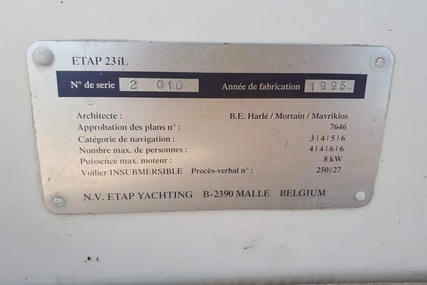 ETAP 23iL
N° de serie 2 010 Année de fabrication 1995
Architecte : B.E. Harlé / Mortain / Mavrikios
Approbation des plans n° : 7646
Catégorie de navigation : 3|4|5|6
Nombre max. de personnes : 4|4|6|6
Puissance max. moteur : 8 kW
Voilier INSUBMERSIBLE Procès-verbal n° : 250/27
N.V. ETAP YACHTING B-2390 MALLE BELGIUM